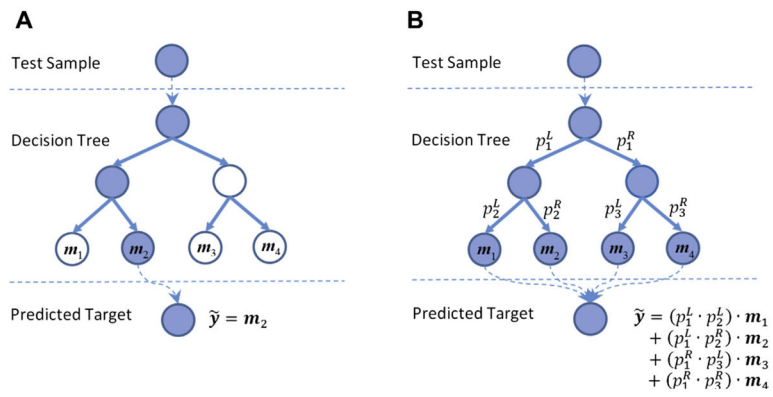 A
Test Sample
Decision Tree
m₁
m₂
m₃
m₄
Predicted Target
ỹ = m₂
B
Test Sample
Decision Tree
p₁ᴸ
p₁ᴿ
p₂ᴸ
p₂ᴿ
p₃ᴸ
p₃ᴿ
m₁
m₂
m₃
m₄
Predicted Target
ỹ = (p₁ᴸ · p₂ᴸ) · m₁
+ (p₁ᴸ · p₂ᴿ) · m₂
+ (p₁ᴿ · p₃ᴸ) · m₃
+ (p₁ᴿ · p₃ᴿ) · m₄